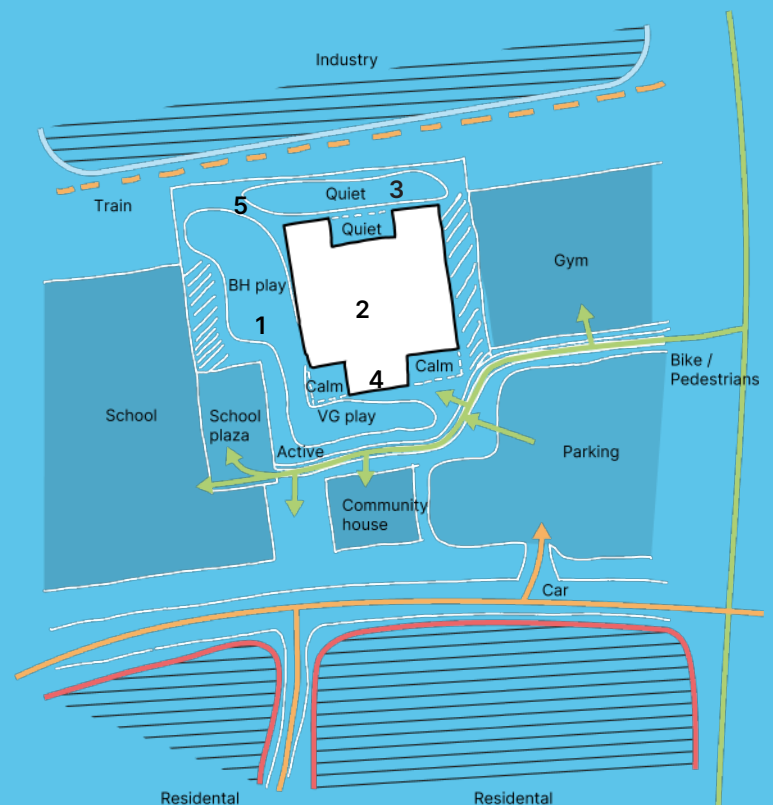 Industry
Train
5
Quiet
3
Quiet
Gym
BH play
2
1
Bike /
Pedestrians
Calm
4
Calm
School
School
plaza
VG play
Active
Parking
Community
house
Car
Residental
Residental